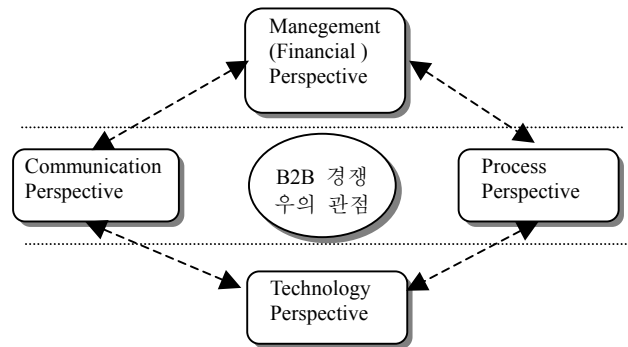 Manegement
(Financial )
Perspective
Communication
Perspective
B2B 경쟁
우의 관점
Process
Perspective
Technology
Perspective